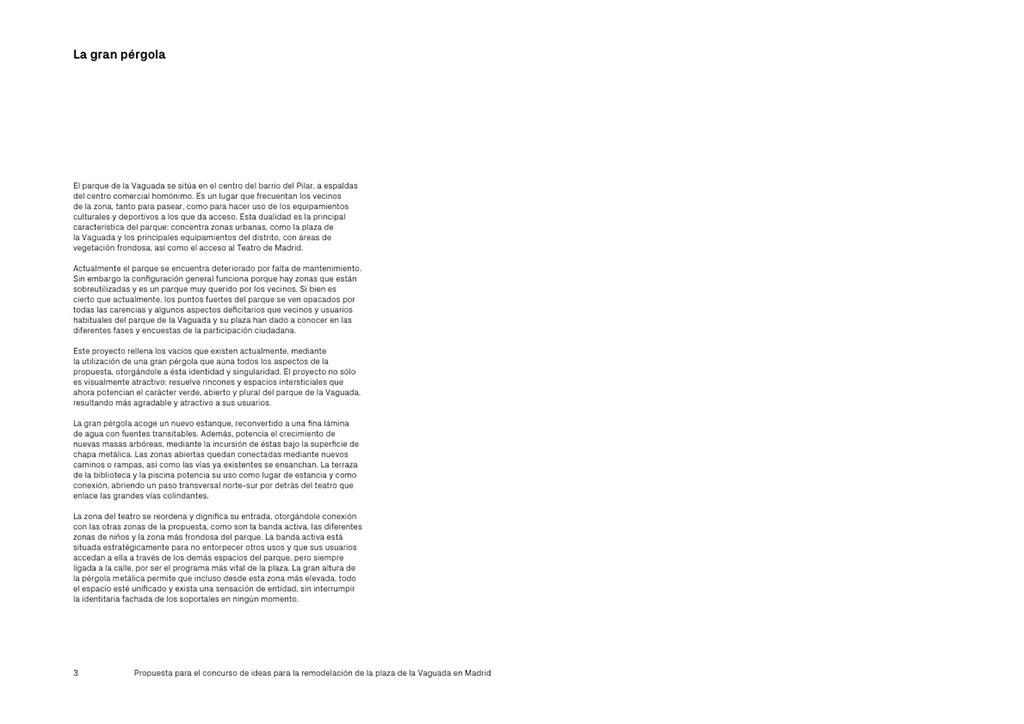 La gran pérgola
El parque de la Vaguada se sitúa en el centro del barrio del Pilar, a espaldas
del centro comercial homónimo. Es un lugar que frecuentan los vecinos
de la zona, tanto para pasear, como para hacer uso de los equipamientos
culturales y deportivos a los que da acceso. Esta dualidad es la principal
característica del parque: concentra zonas urbanas, como la plaza de
la Vaguada y los principales equipamientos del distrito, con áreas de
vegetación frondosa, así como el acceso al Teatro de Madrid.
Actualmente el parque se encuentra deteriorado por falta de mantenimiento.
Sin embargo la configuración general funciona porque hay zonas que están
sobreutilizadas y es un parque muy querido por los vecinos. Si bien es
cierto que actualmente, los puntos fuertes del parque se ven opacados por
todas las carencias y algunos aspectos deficitarios que vecinos y usuarios
habituales del parque de la Vaguada y su plaza han dado a conocer en las
diferentes fases y encuestas de la participación ciudadana.
Este proyecto rellena los vacíos que existen actualmente, mediante
la utilización de una gran pérgola que aúna todos los aspectos de la
propuesta, otorgándole a ésta identidad y singularidad. El proyecto no sólo
es visualmente atractivo: resuelve rincones y espacios intersticiales que
ahora potencian el carácter verde, abierto y plural del parque de la Vaguada,
resultando más agradable y atractivo a sus usuarios.
La gran pérgola acoge un nuevo estanque, reconvertido a una fina lámina
de agua con fuentes transitables. Además, potencia el crecimiento de
nuevas masas arbóreas, mediante la incursión de éstas bajo la superficie de
chapa metálica. Las zonas abiertas quedan conectadas mediante nuevos
caminos o rampas, así como las vías ya existentes se ensanchan. La terraza
de la biblioteca y la piscina potencia su uso como lugar de estancia y como
conexión, abriendo un paso transversal norte-sur por detrás del teatro que
enlace las grandes vías colindantes.
La zona del teatro se reordena y dignifica su entrada, otorgándole conexión
con las otras zonas de la propuesta, como son la banda activa, las diferentes
zonas de niños y la zona más frondosa del parque. La banda activa está
situada estratégicamente para no entorpecer otros usos y que sus usuarios
accedan a ella a través de los demás espacios del parque, pero siempre
ligada a la calle, por ser el programa más vital de la plaza. La gran altura de
la pérgola metálica permite que incluso desde esta zona más elevada, todo
el espacio esté unificado y exista una sensación de entidad, sin interrumpir
la identitaria fachada de los soportales en ningún momento.
3 Propuesta para el concurso de ideas para la remodelación de la plaza de la Vaguada en Madrid